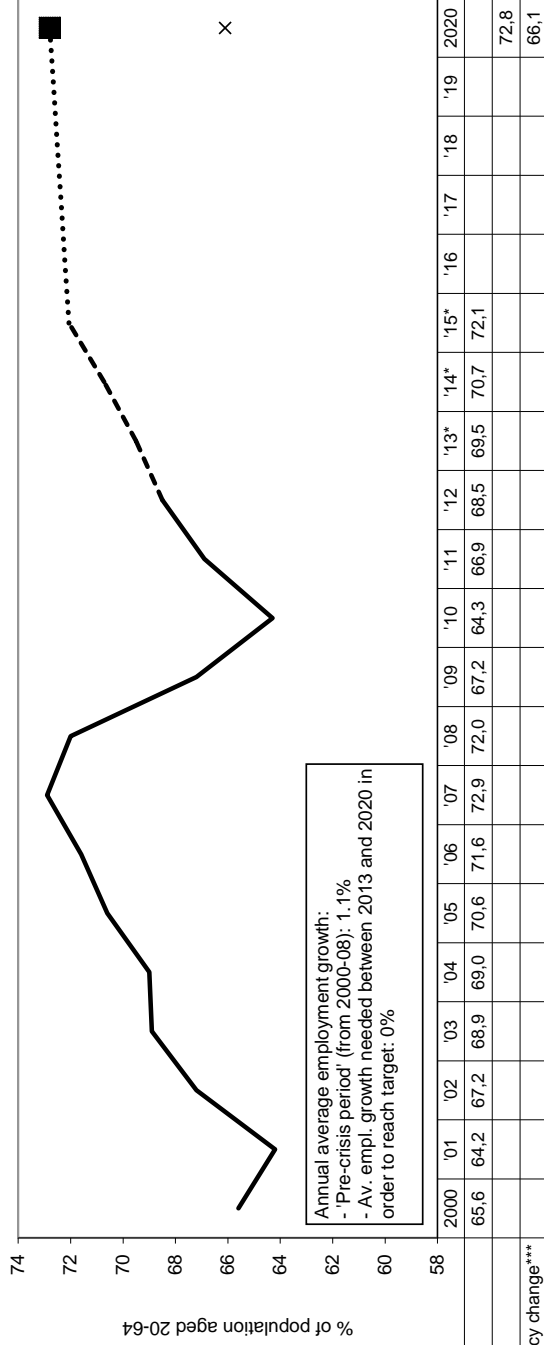 74
72
70
68
66
64
62
60
58
% of population aged 20-64
Annual average employment growth:
- 'Pre-crisis period' (from 2000-08): 1.1%
- Av. empl. growth needed between 2013 and 2020 in
order to reach target: 0%
2000 '01 '02 '03 '04 '05 '06 '07 '08 '09 '10 '11 '12 '13* '14* '15* '16 '17 '18 '19 2020
65,6 64,2 67,2 68,9 69,0 70,6 71,6 72,9 72,0 67,2 64,3 66,9 68,5 69,5 70,7 72,1
72,8
cy change*** 66,1